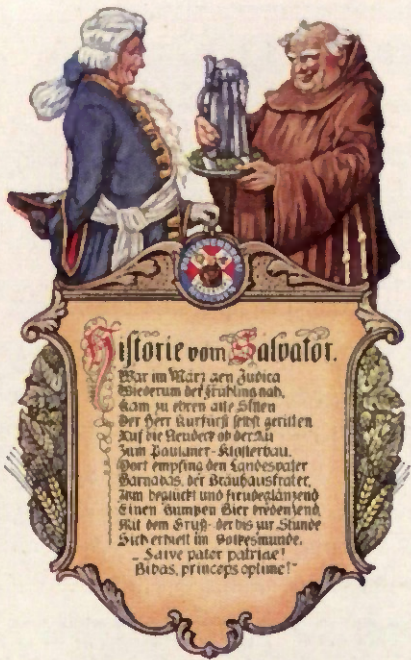 Historie vom Salvator.
War im März gen Judica
Wiederum der Frühling nah,
Kam zu ehren alte Sitten
Der Herr Kurfürst selbst geritten
Auf die Neudeck ob der Au
Zum Paulaner-Klosterbau.
Dort empfing den Landesvater
Barnabas, der Brauhausfrater,
Ihm beglückt und freudeglänzend
Einen Humpen Bier kredenzend,
Mit dem Gruß-der bis zur Stunde
Sich erhielt im Volkesmunde.
"Salve pater patriae!
Bibas, princeps optime!"